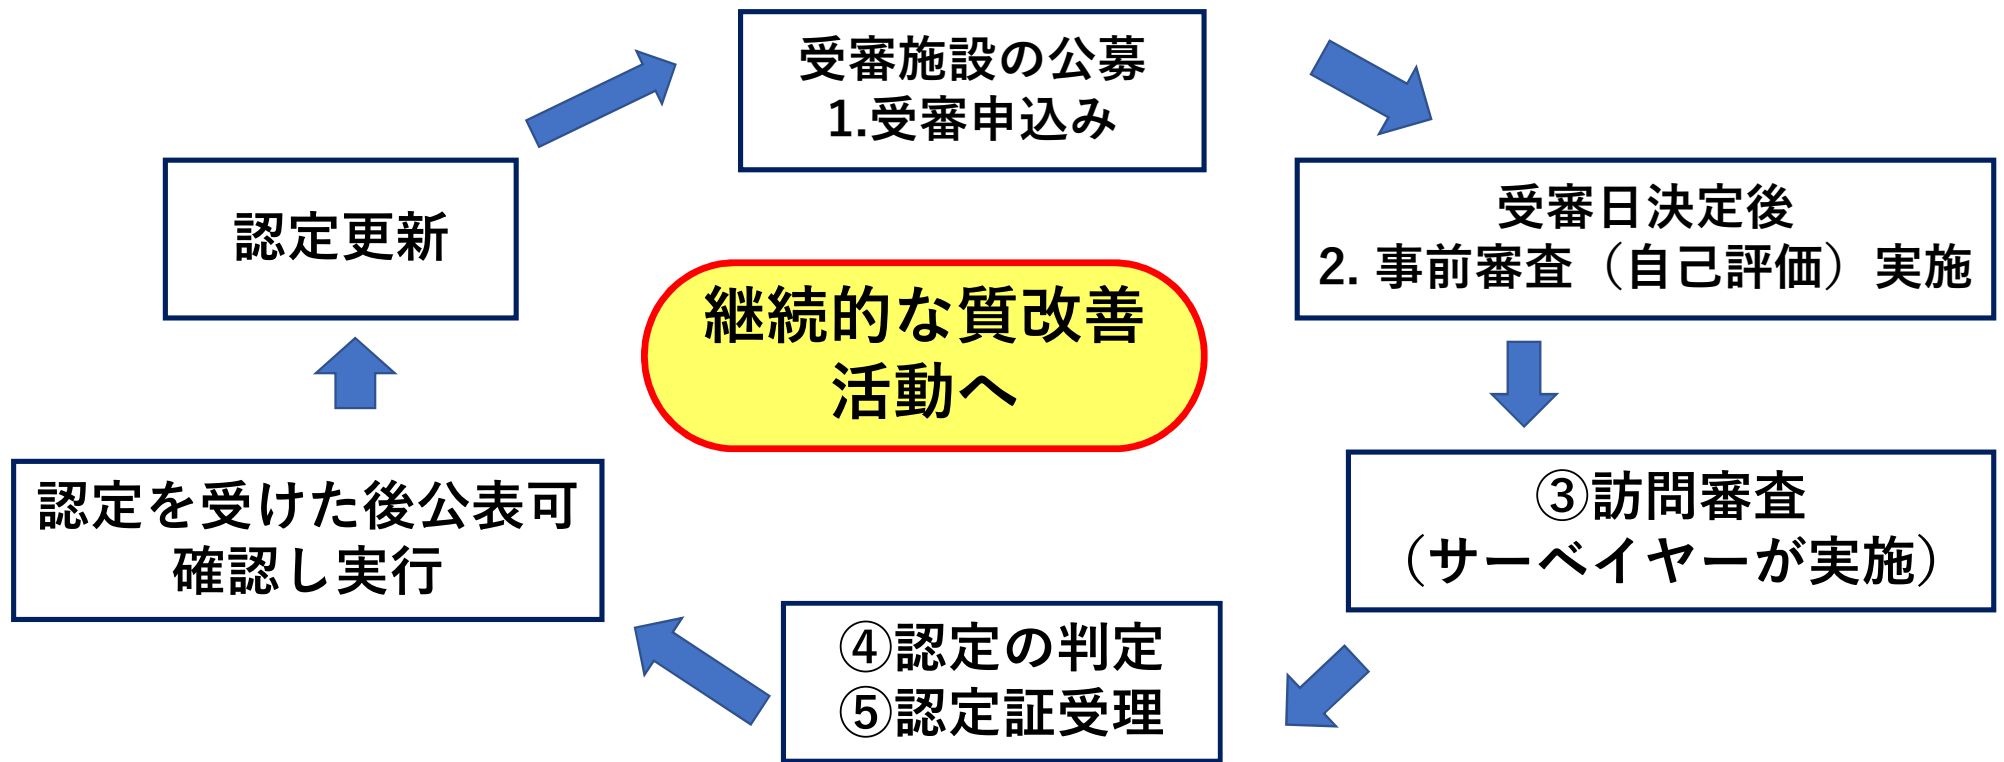 受審施設の公募
1.受審申込み
受審日決定後
2. 事前審査（自己評価）実施
③訪問審査
（サーベイヤーが実施）
④認定の判定
⑤認定証受理
認定を受けた後公表可
確認し実行
認定更新
継続的な質改善
活動へ